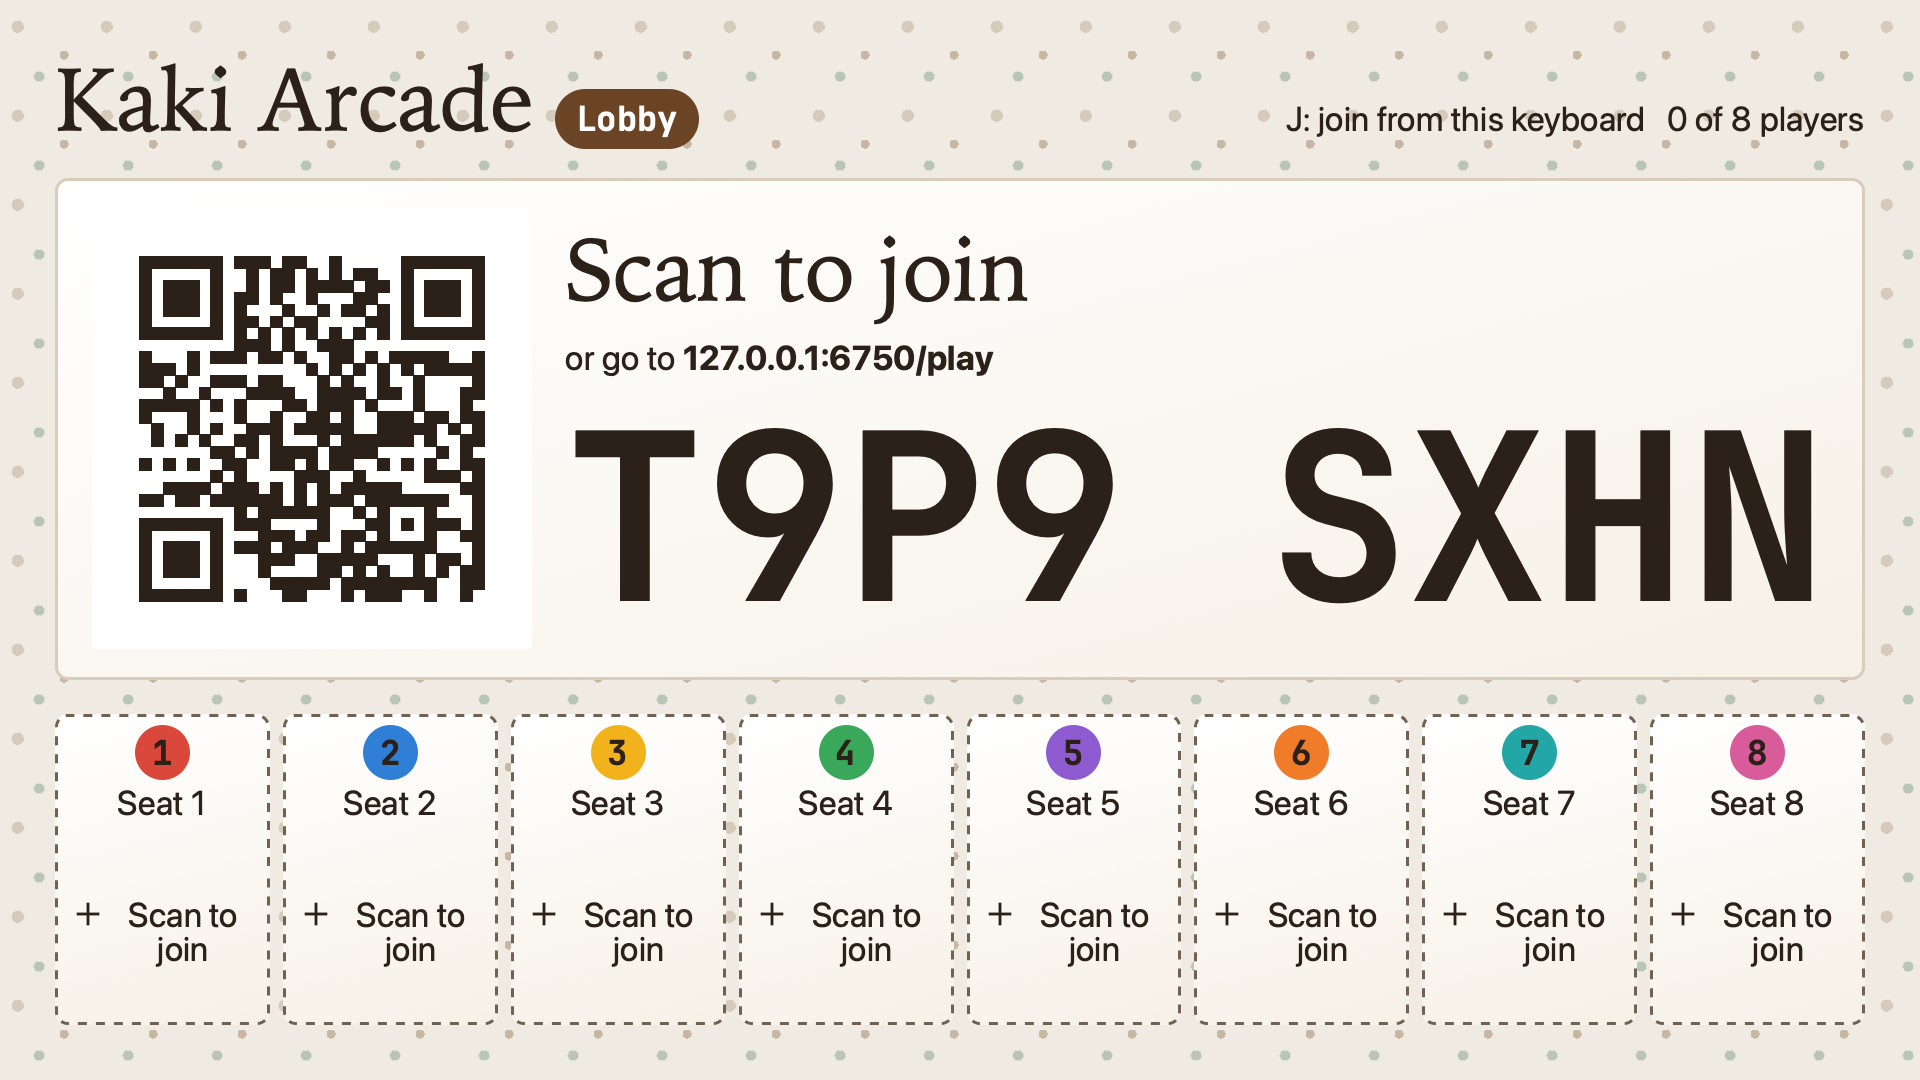 Kaki Arcade Lobby
J: join from this keyboard 0 of 8 players
Scan to join
or go to 127.0.0.1:6750/play
T9P9 SXHN
1 2 3 4 5 6 7 8
Seat 1 Seat 2 Seat 3 Seat 4 Seat 5 Seat 6 Seat 7 Seat 8
+ Scan to + Scan to + Scan to + Scan to + Scan to + Scan to + Scan to + Scan to
join join join join join join join join